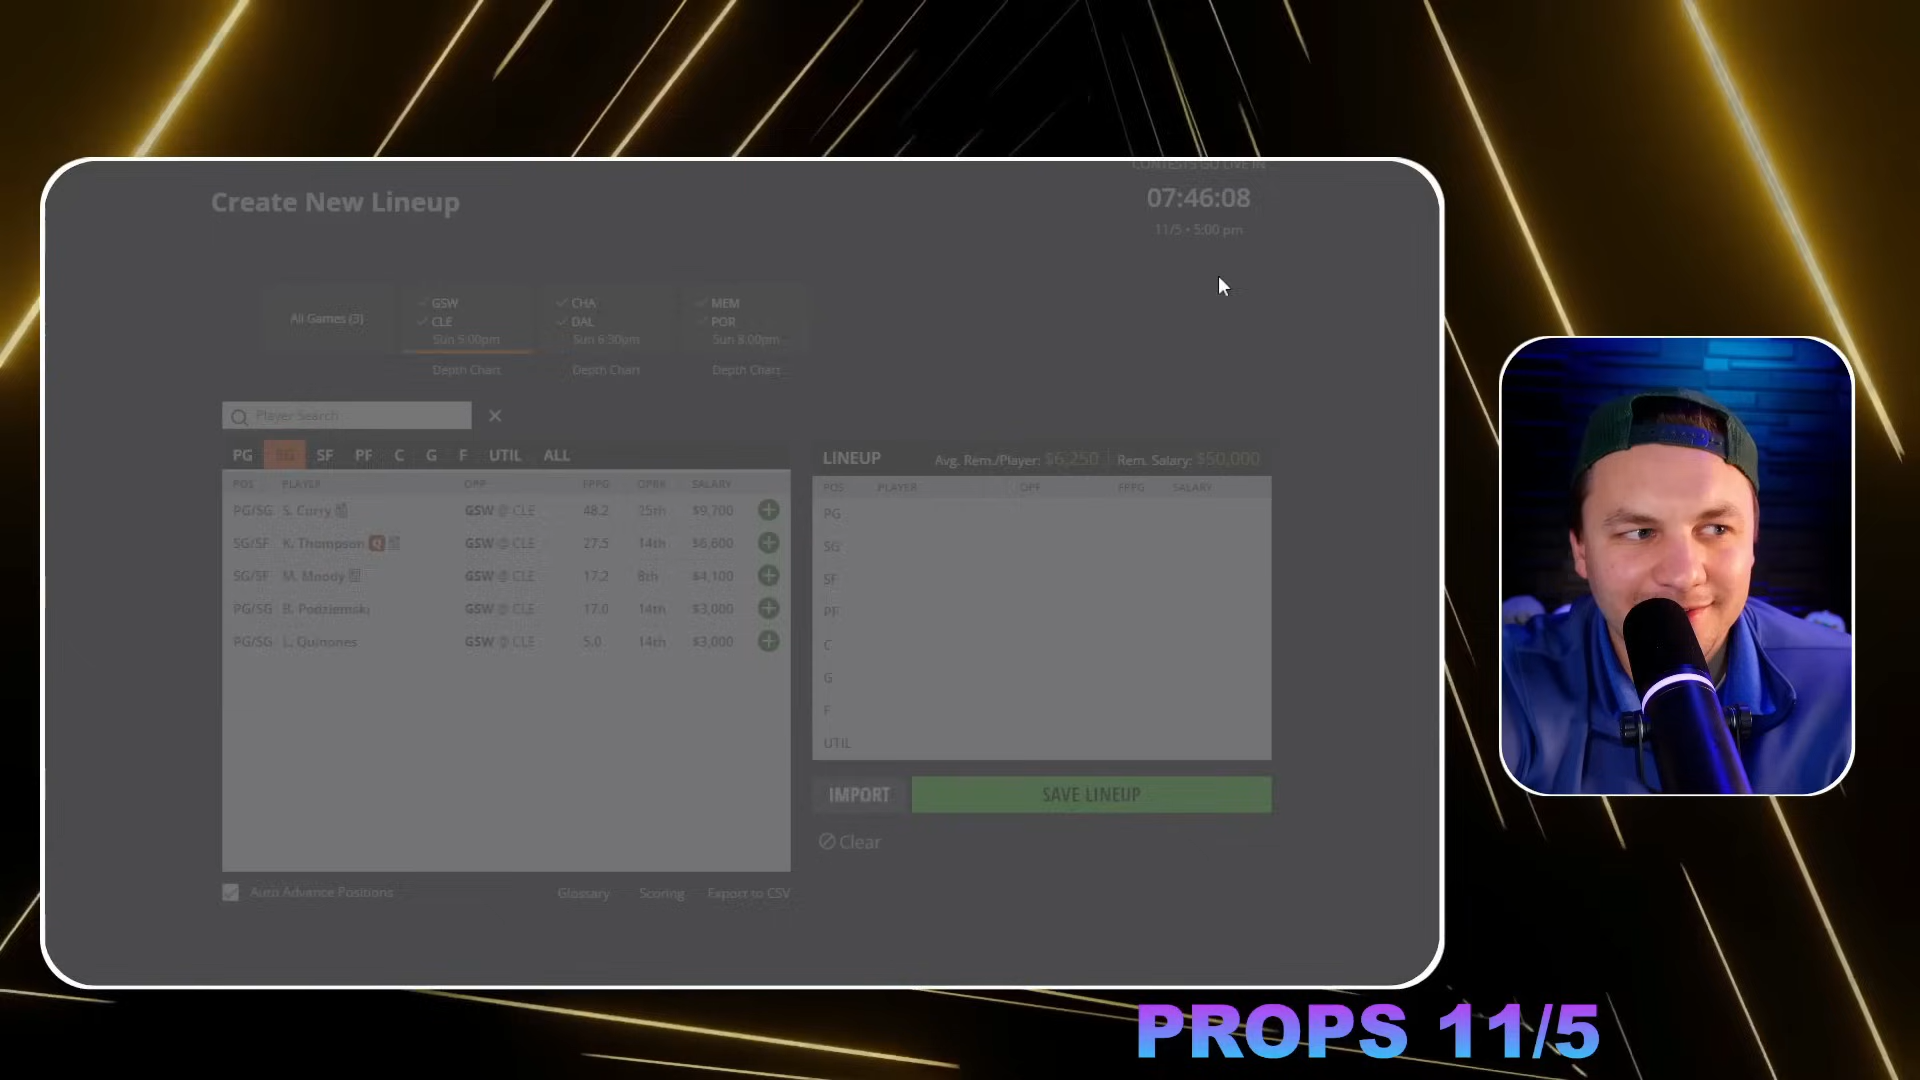 CONTESTS GO LIVE IN
Create New Lineup
07:46:08
11/5 • 5:00 pm
All Games (3)
GSW
CLE
Sun 5:00pm
Depth Chart
CHA
DAL
Sun 6:30pm
Depth Chart
MEM
POR
Sun 8:00pm
Depth Chart
Player Search
PG SG SF PF C G F UTIL ALL
POS PLAYER OPP FPPG OPRK SALARY
PG/SG S. Curry GSW @ CLE 48.2 25th $9,700
SG/SF K. Thompson Q GSW @ CLE 27.5 14th $6,600
SG/SF M. Moody GSW @ CLE 17.2 8th $4,100
PG/SG B. Podziemski GSW @ CLE 17.0 14th $3,000
PG/SG L. Quinones GSW @ CLE 5.0 14th $3,000
Auto Advance Positions
Glossary Scoring Export to CSV
LINEUP Avg. Rem./Player: $6,250 Rem. Salary: $50,000
POS PLAYER OPP FPPG SALARY
PG
SG
SF
PF
C
G
F
UTIL
IMPORT SAVE LINEUP
Clear
PROPS 11/5